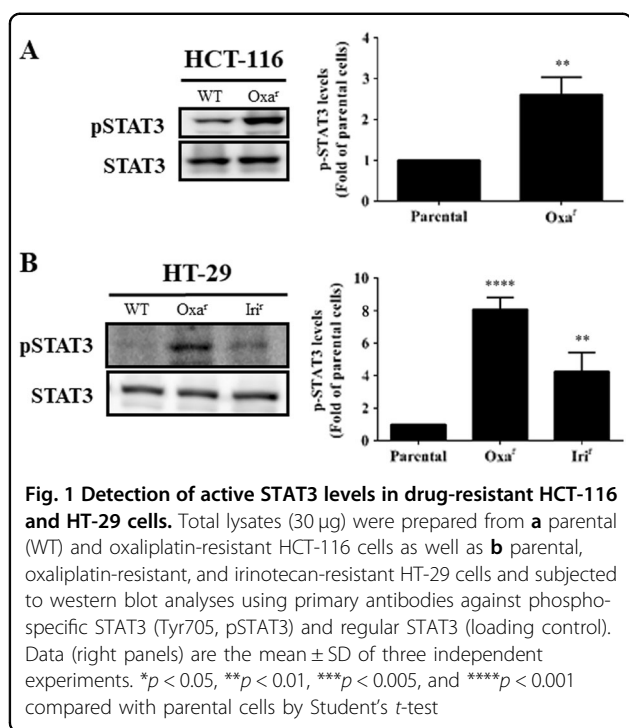 A
HCT-116
WT Oxaʳ
pSTAT3
STAT3
p-STAT3 levels
(Fold of parental cells)
4
3
2
1
0
**
Parental Oxaʳ
B
HT-29
WT Oxaʳ Iriʳ
pSTAT3
STAT3
p-STAT3 levels
(Fold of parental cells)
10
8
6
4
2
0
****
**
Parental Oxaʳ Iriʳ
Fig. 1 Detection of active STAT3 levels in drug-resistant HCT-116
and HT-29 cells. Total lysates (30 µg) were prepared from a parental
(WT) and oxaliplatin-resistant HCT-116 cells as well as b parental,
oxaliplatin-resistant, and irinotecan-resistant HT-29 cells and subjected
to western blot analyses using primary antibodies against phospho-
specific STAT3 (Tyr705, pSTAT3) and regular STAT3 (loading control).
Data (right panels) are the mean ± SD of three independent
experiments. *p < 0.05, **p < 0.01, ***p < 0.005, and ****p < 0.001
compared with parental cells by Student's t-test